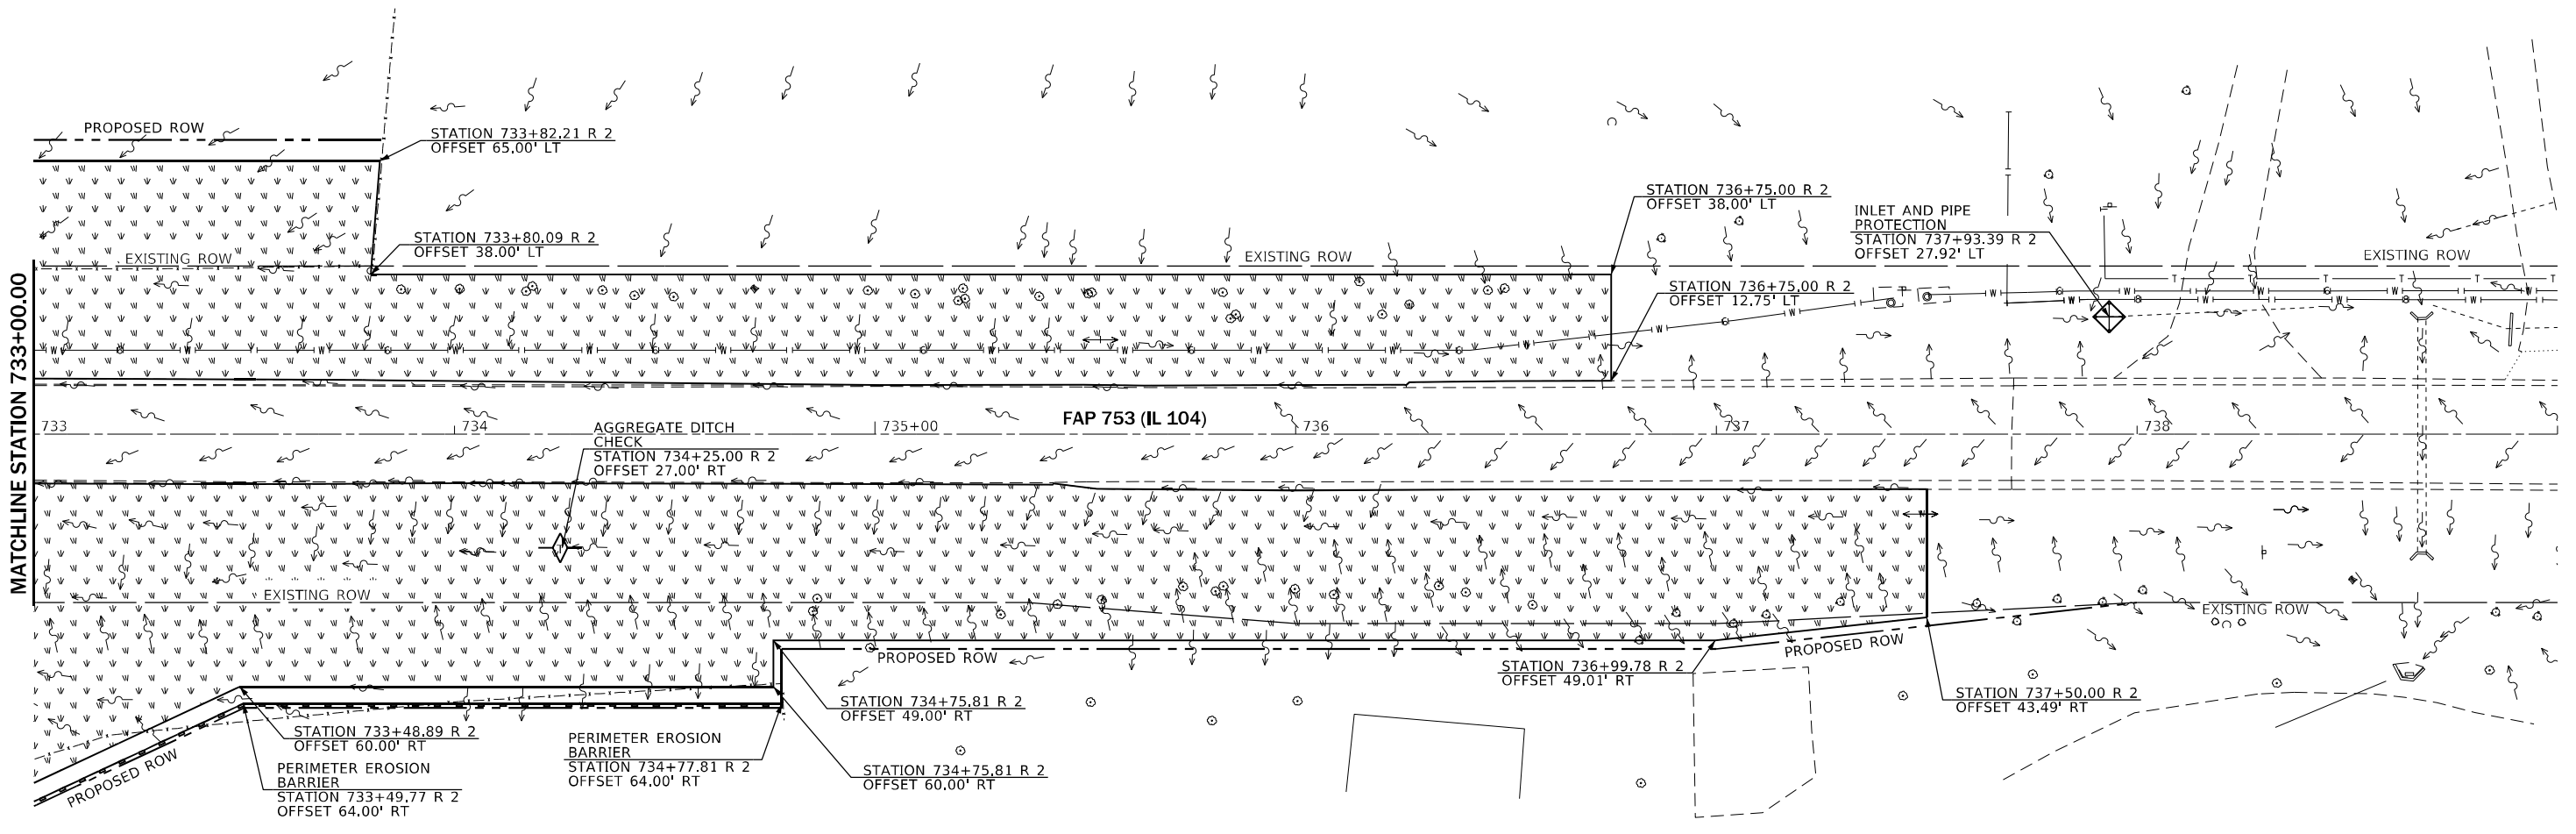 PROPOSED ROW
STATION 733+82.21 R 2
OFFSET 65.00' LT
STATION 733+80.09 R 2
OFFSET 38.00' LT
EXISTING ROW
EXISTING ROW
STATION 736+75.00 R 2
OFFSET 38.00' LT
STATION 736+75.00 R 2
OFFSET 12.75' LT
INLET AND PIPE
PROTECTION
STATION 737+93.39 R 2
OFFSET 27.92' LT
EXISTING ROW
MATCHLINE STATION 733+00.00
733
734
735+00
FAP 753 (IL 104)
736
737
738
AGGREGATE DITCH
CHECK
STATION 734+25.00 R 2
OFFSET 27.00' RT
EXISTING ROW
EXISTING ROW
PROPOSED ROW
PROPOSED ROW
STATION 736+99.78 R 2
OFFSET 49.01' RT
STATION 737+50.00 R 2
OFFSET 43.49' RT
STATION 734+75.81 R 2
OFFSET 49.00' RT
STATION 733+48.89 R 2
OFFSET 60.00' RT
PROPOSED ROW
PERIMETER EROSION
BARRIER
STATION 733+49.77 R 2
OFFSET 64.00' RT
PERIMETER EROSION
BARRIER
STATION 734+77.81 R 2
OFFSET 64.00' RT
STATION 734+75.81 R 2
OFFSET 60.00' RT